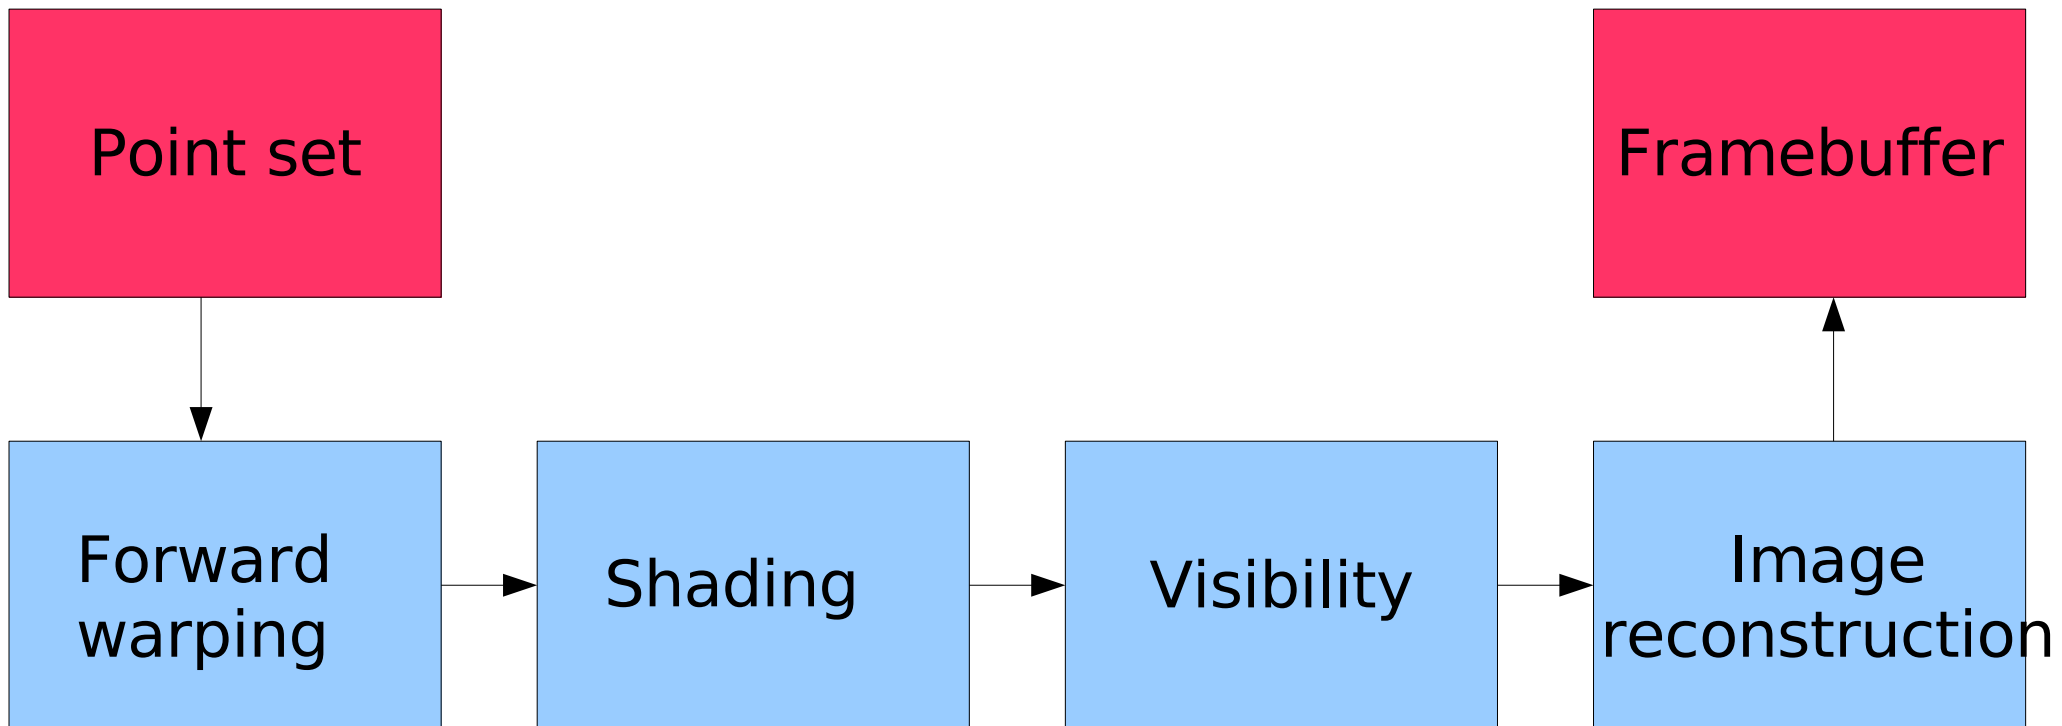 Point set
Framebuffer
Forward
warping
Shading
Visibility
Image
reconstruction